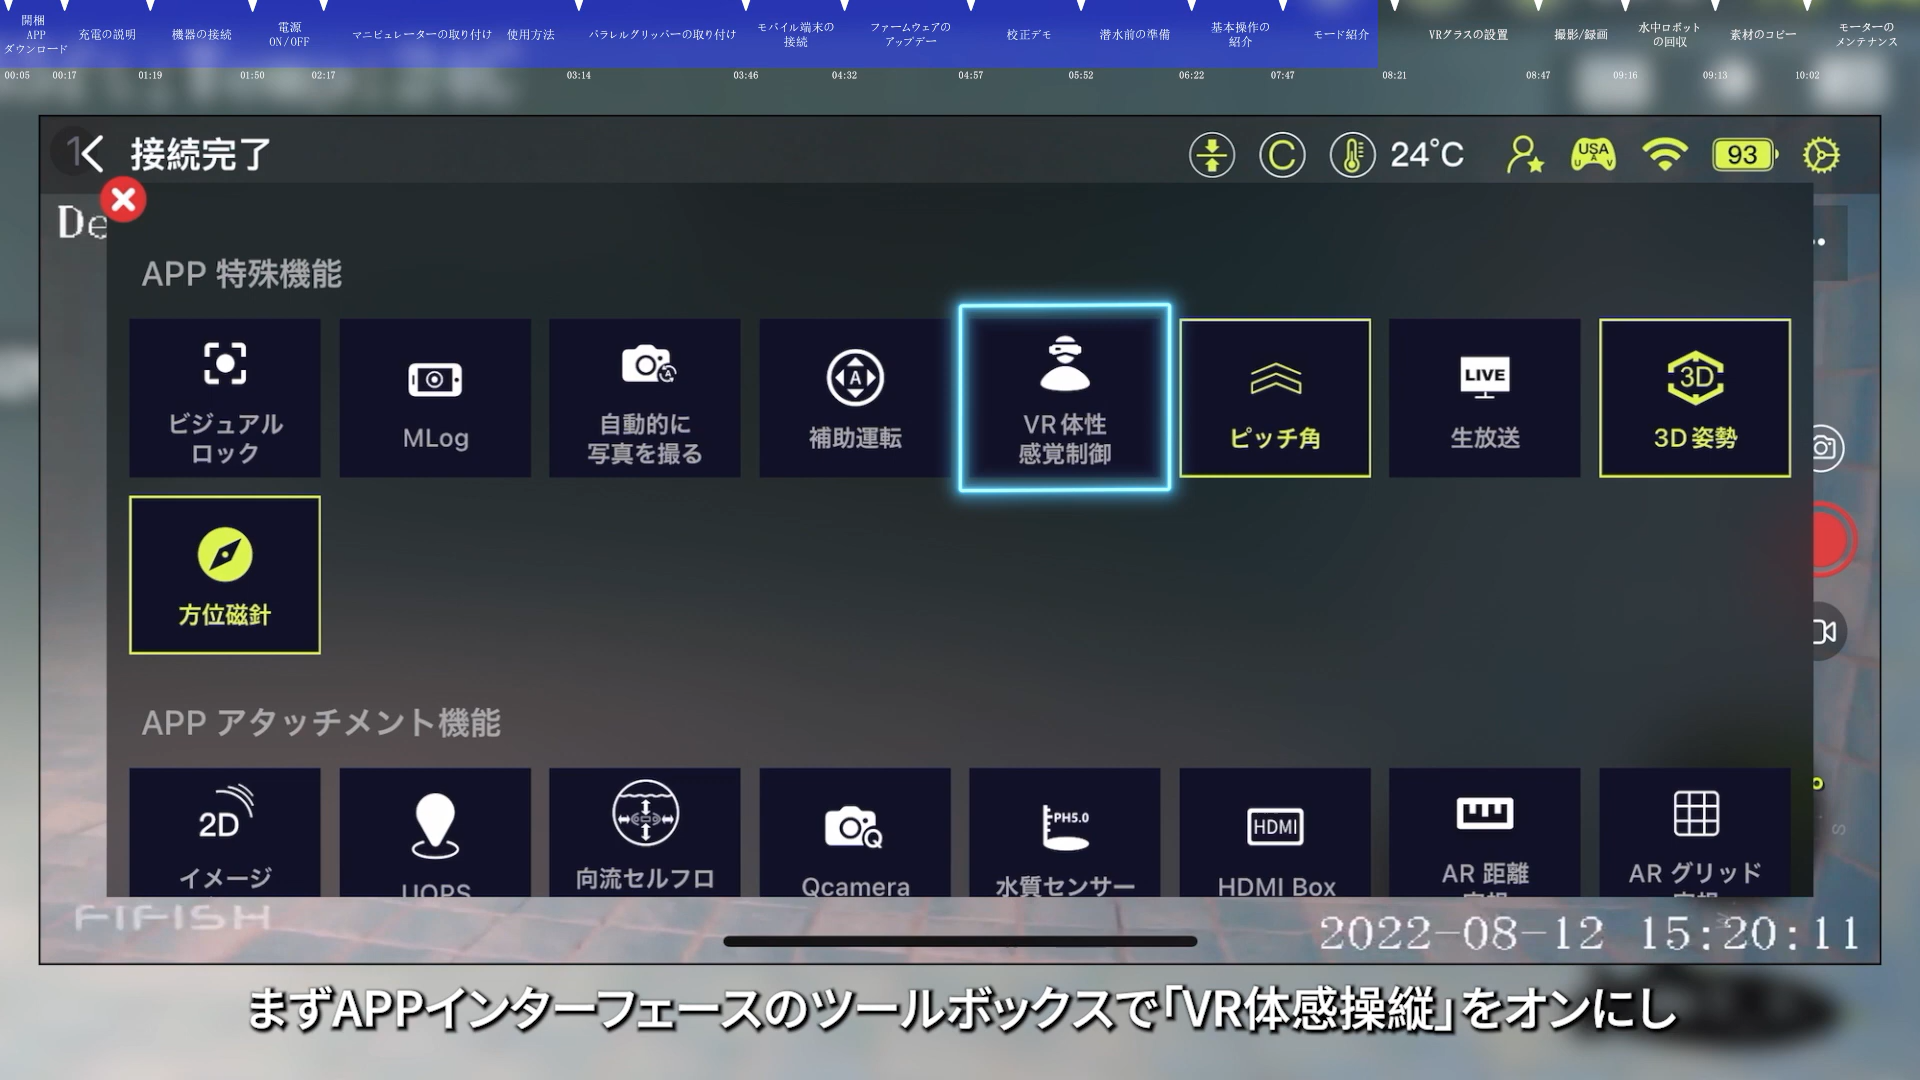 開梱
APP
ダウンロード
充電の説明
機器の接続
電源
ON/OFF
マニピュレーターの取り付け
使用方法
パラレルグリッパーの取り付け
モバイル端末の
接続
ファームウェアの
アップデー
校正デモ
潜水前の準備
基本操作の
紹介
モード紹介
VRグラスの設置
撮影/録画
水中ロボット
の回収
素材のコピー
モーターの
メンテナンス
00:05
00:17
01:19
01:50
02:17
03:14
03:46
04:32
04:57
05:52
06:22
07:47
08:21
08:47
09:16
09:13
10:02
接続完了
C
24°C
USA
93
De
APP 特殊機能
ビジュアル
ロック
MLog
自動的に
写真を撮る
A
補助運転
VR 体性
感覚制御
ピッチ角
LIVE
生放送
3D
3D 姿勢
方位磁針
APP アタッチメント機能
2D
イメージ
UQPS
向流セルフロ
Qcamera
PH5.0
水質センサー
HDMI
HDMI Box
AR 距離
AR グリッド
FIFISH
2022-08-12 15:20:11
まずAPPインターフェースのツールボックスで「VR体感操縦」をオンにし